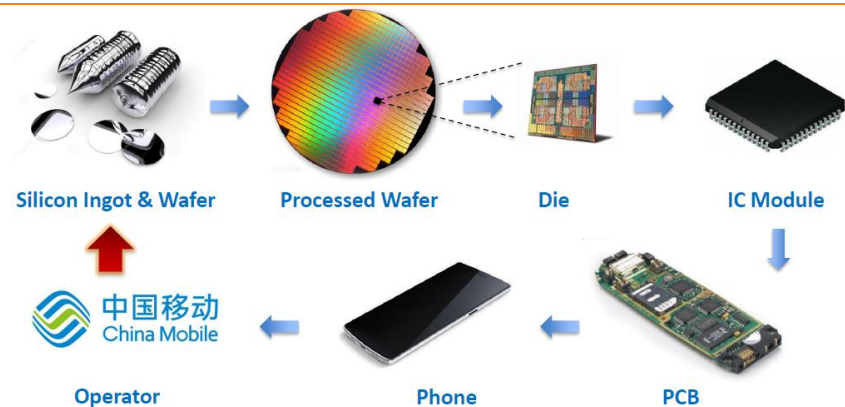 Silicon Ingot & Wafer
Processed Wafer
Die
IC Module
中国移动
China Mobile
Operator
Phone
PCB